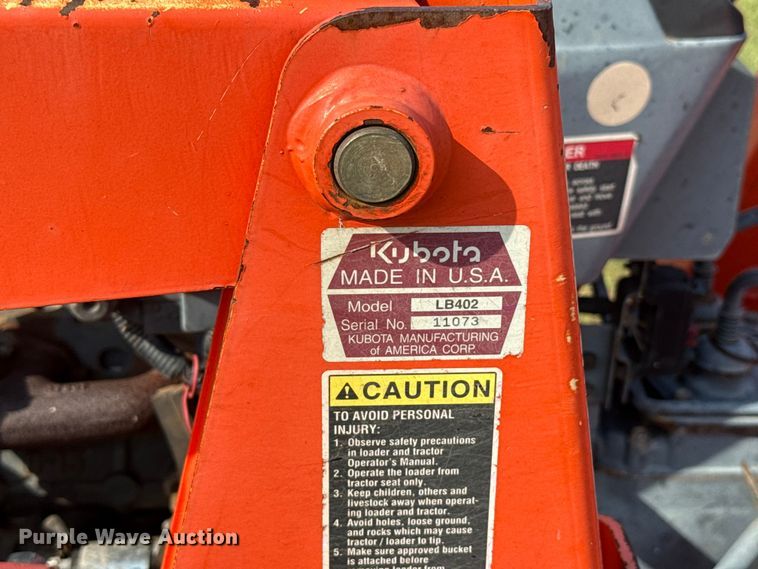 Kubota
MADE IN U.S.A.
Model LB402
Serial No. 11073
KUBOTA MANUFACTURING
of AMERICA CORP.
CAUTION
TO AVOID PERSONAL
INJURY:
1. Observe safety precautions
in loader and tractor
Operator's Manual.
2. Operate the loader from
tractor seat only.
3. Keep children, others and
livestock away when operat-
ing loader and tractor.
4. Avoid holes, loose ground,
and rocks which may cause
tractor / loader to tip.
5. Make sure approved bucket
is attached before
loader from
Purple Wave Auction